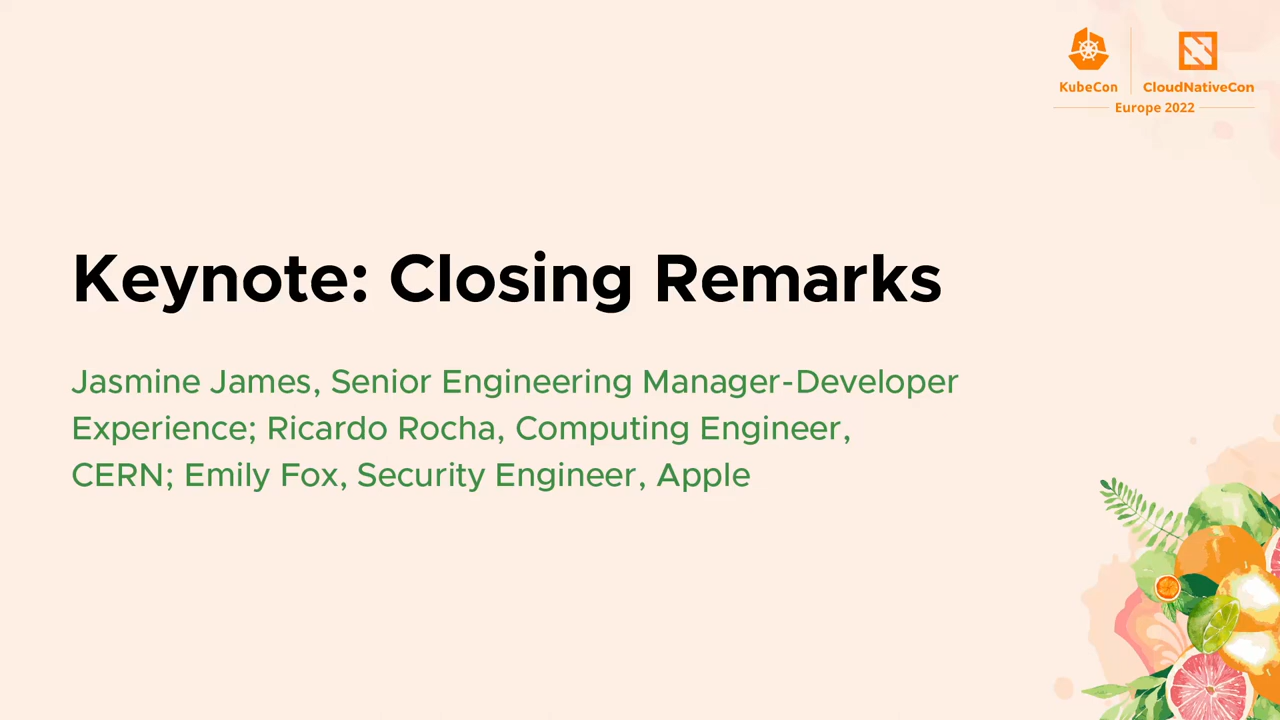 KubeCon
CloudNativeCon
Europe 2022
Keynote: Closing Remarks
Jasmine James, Senior Engineering Manager-Developer
Experience; Ricardo Rocha, Computing Engineer,
CERN; Emily Fox, Security Engineer, Apple